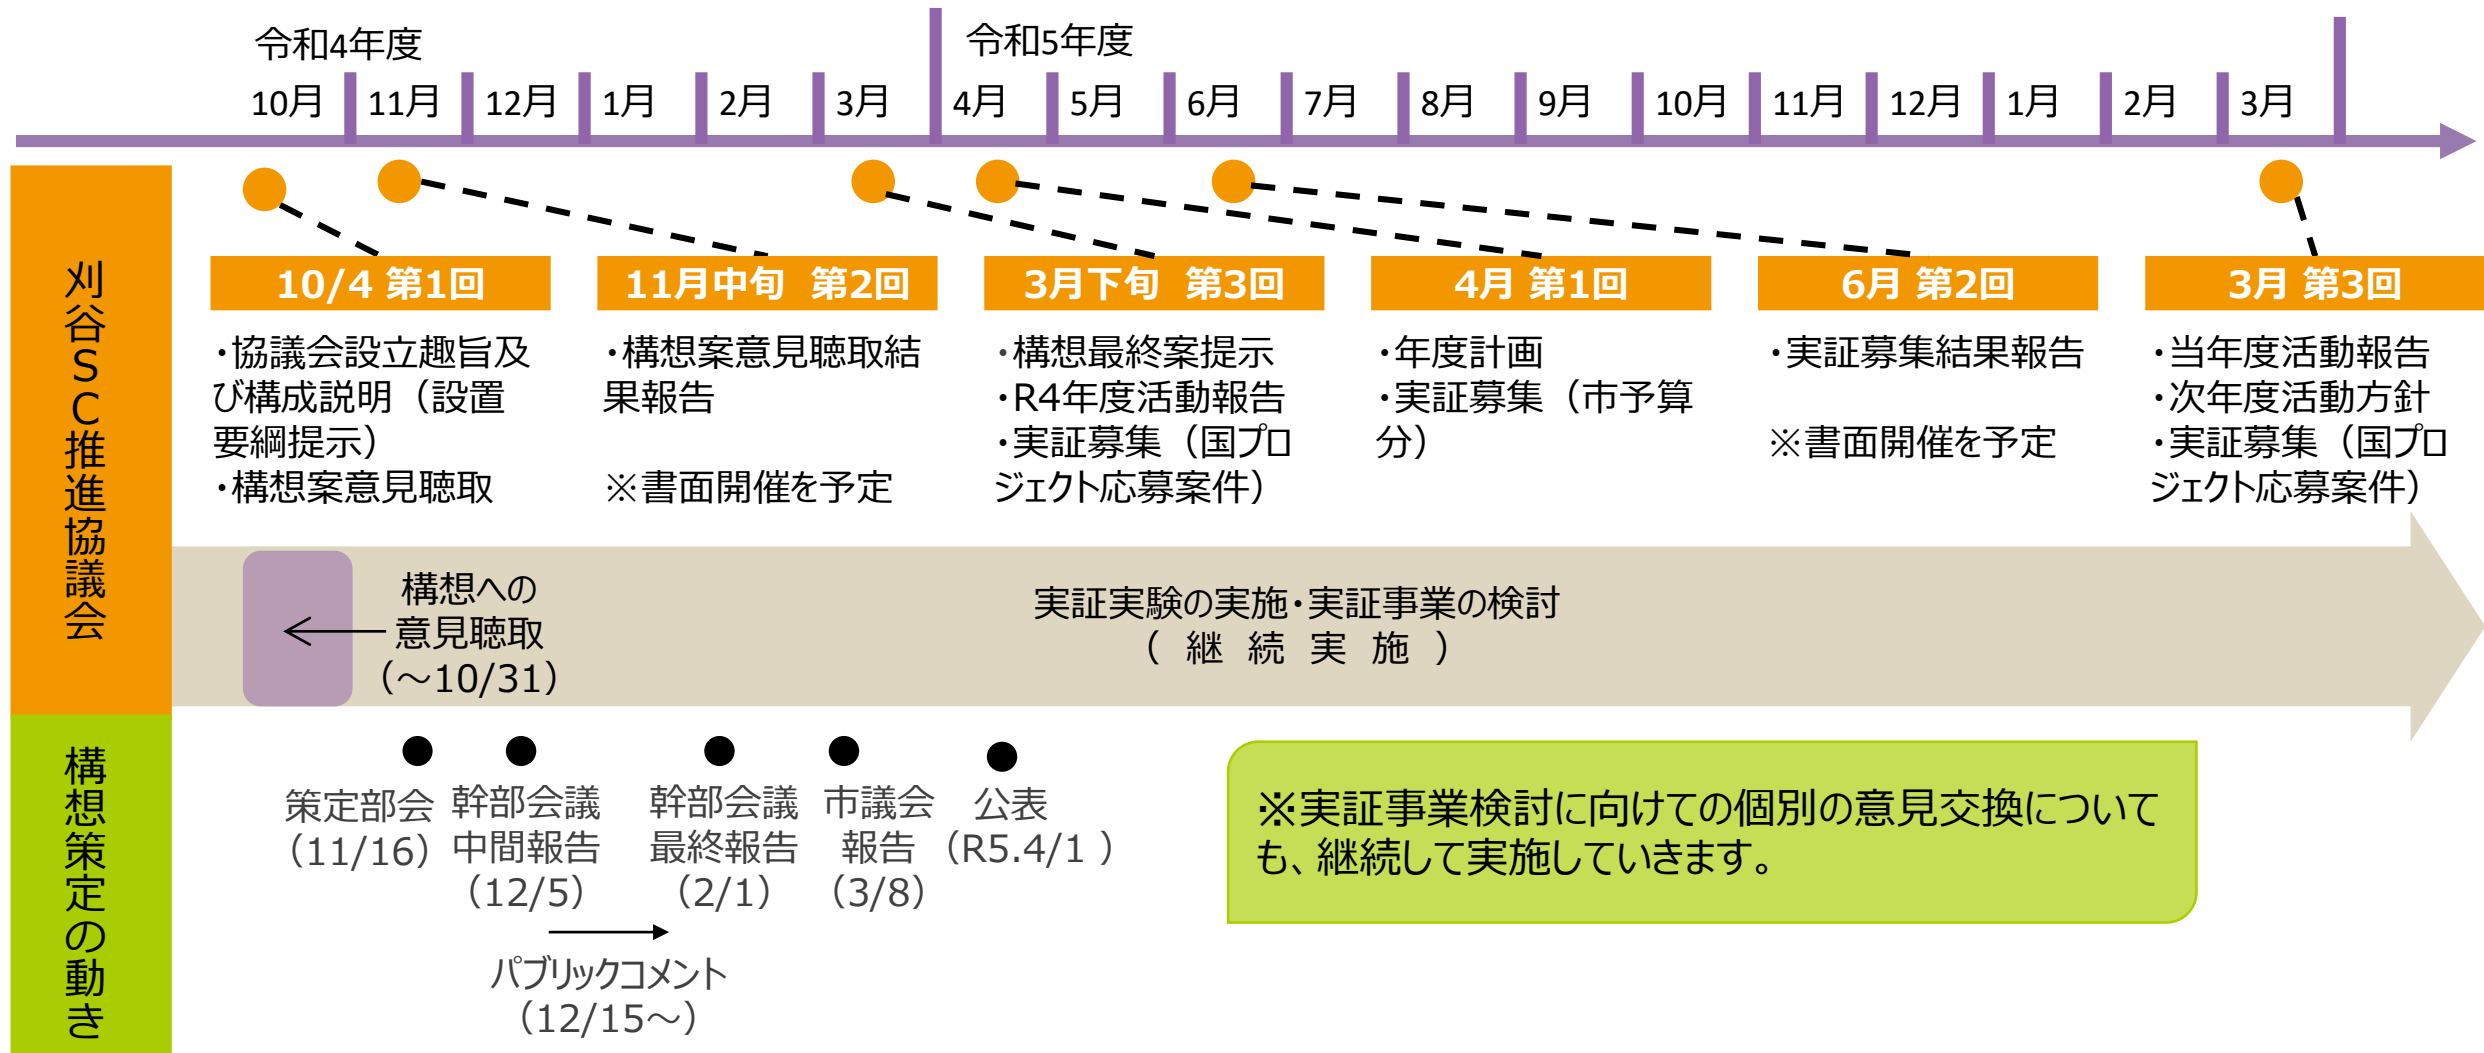 令和4年度
令和5年度
10月
11月
12月
1月
2月
3月
4月
5月
6月
7月
8月
9月
10月
11月
12月
1月
2月
3月
刈谷SC推進協議会
10/4 第1回
・協議会設立趣旨及
び構成説明（設置
要綱提示）
・構想案意見聴取
11月中旬　第2回
・構想案意見聴取結
果報告
※書面開催を予定
3月下旬　第3回
・構想最終案提示
・R4年度活動報告
・実証募集（国プロ
ジェクト応募案件）
4月 第1回
・年度計画
・実証募集（市予算
分）
6月 第2回
・実証募集結果報告
※書面開催を予定
3月 第3回
・当年度活動報告
・次年度活動方針
・実証募集（国プロ
ジェクト応募案件）
構想への
意見聴取
（～10/31）
実証実験の実施・実証事業の検討
（　継　続　実　施　）
構想策定の動き
策定部会
（11/16）
幹部会議
中間報告
（12/5）
幹部会議
最終報告
（2/1）
市議会
報告
（3/8）
公表
（R5.4/1 ）
パブリックコメント
（12/15～）
※実証事業検討に向けての個別の意見交換について
も、継続して実施していきます。